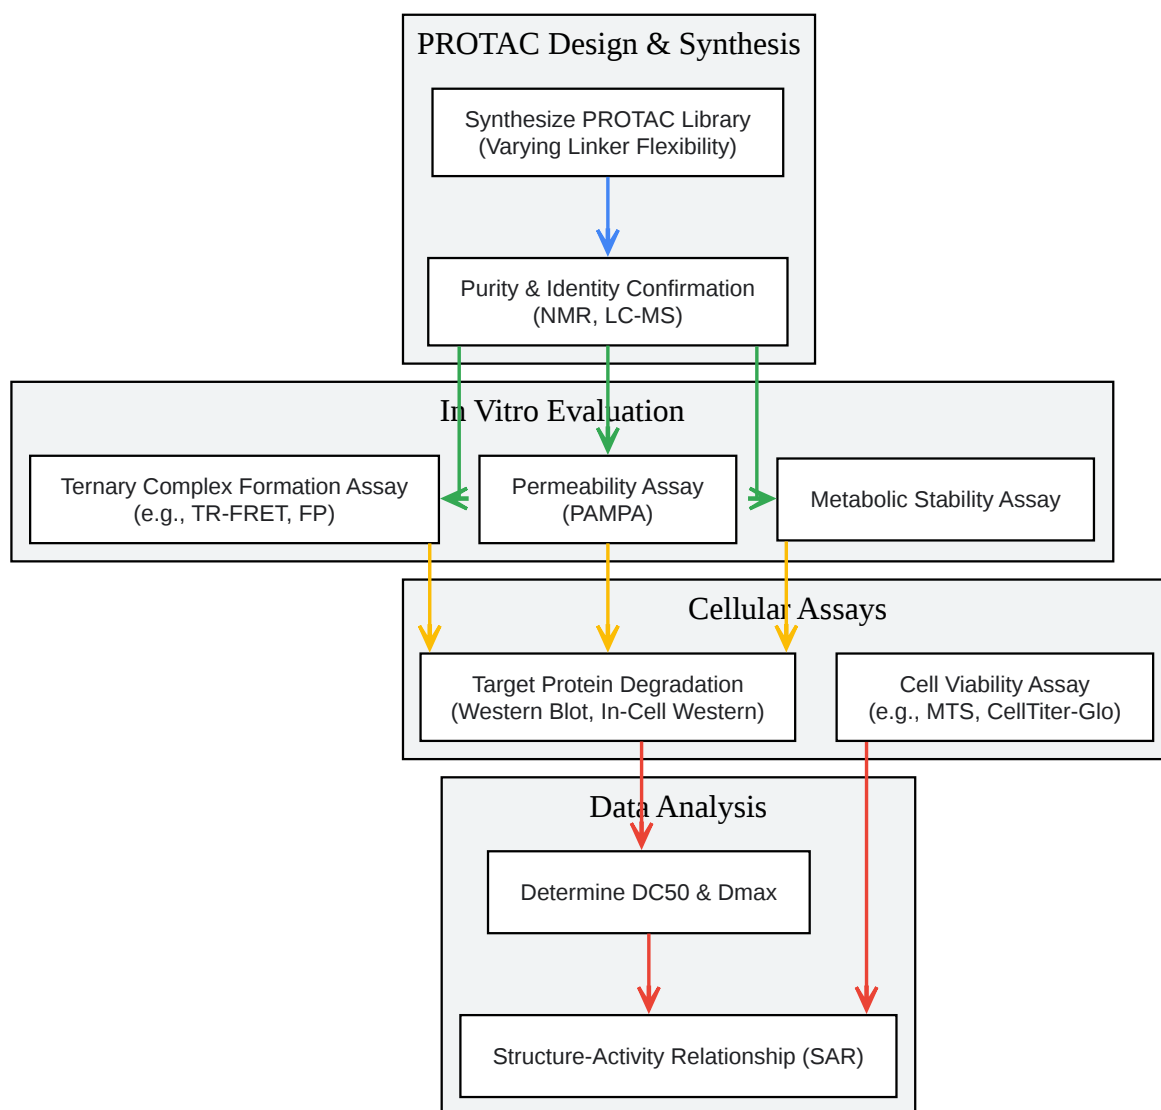 PROTAC Design & Synthesis
Synthesize PROTAC Library
(Varying Linker Flexibility)
Purity & Identity Confirmation
(NMR, LC-MS)
In Vitro Evaluation
Ternary Complex Formation Assay
(e.g., TR-FRET, FP)
Permeability Assay
(PAMPA)
Metabolic Stability Assay
Cellular Assays
Target Protein Degradation
(Western Blot, In-Cell Western)
Cell Viability Assay
(e.g., MTS, CellTiter-Glo)
Data Analysis
Determine DC50 & Dmax
Structure-Activity Relationship (SAR)